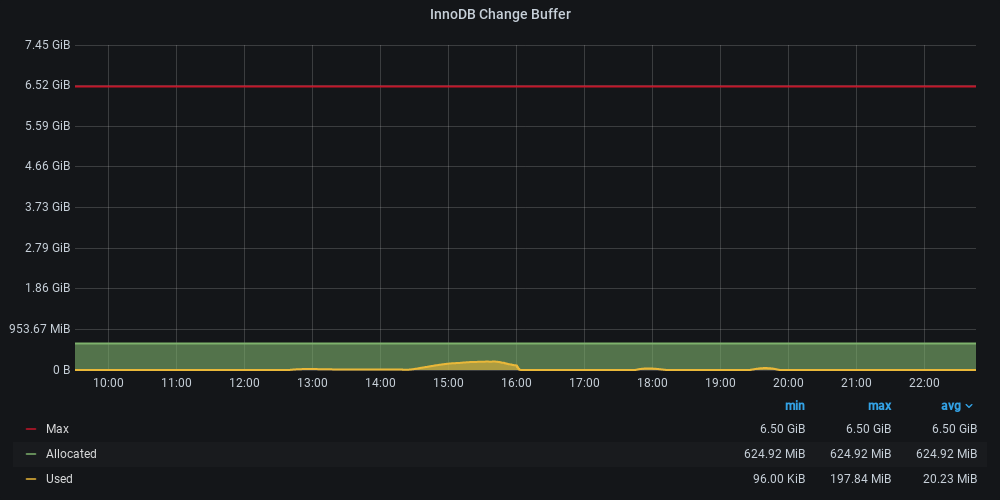 InnoDB Change Buffer
7.45 GiB
6.52 GiB
5.59 GiB
4.66 GiB
3.73 GiB
2.79 GiB
1.86 GiB
953.67 MiB
0 B
10:00 11:00 12:00 13:00 14:00 15:00 16:00 17:00 18:00 19:00 20:00 21:00 22:00
min max avg
Max 6.50 GiB 6.50 GiB 6.50 GiB
Allocated 624.92 MiB 624.92 MiB 624.92 MiB
Used 96.00 KiB 197.84 MiB 20.23 MiB